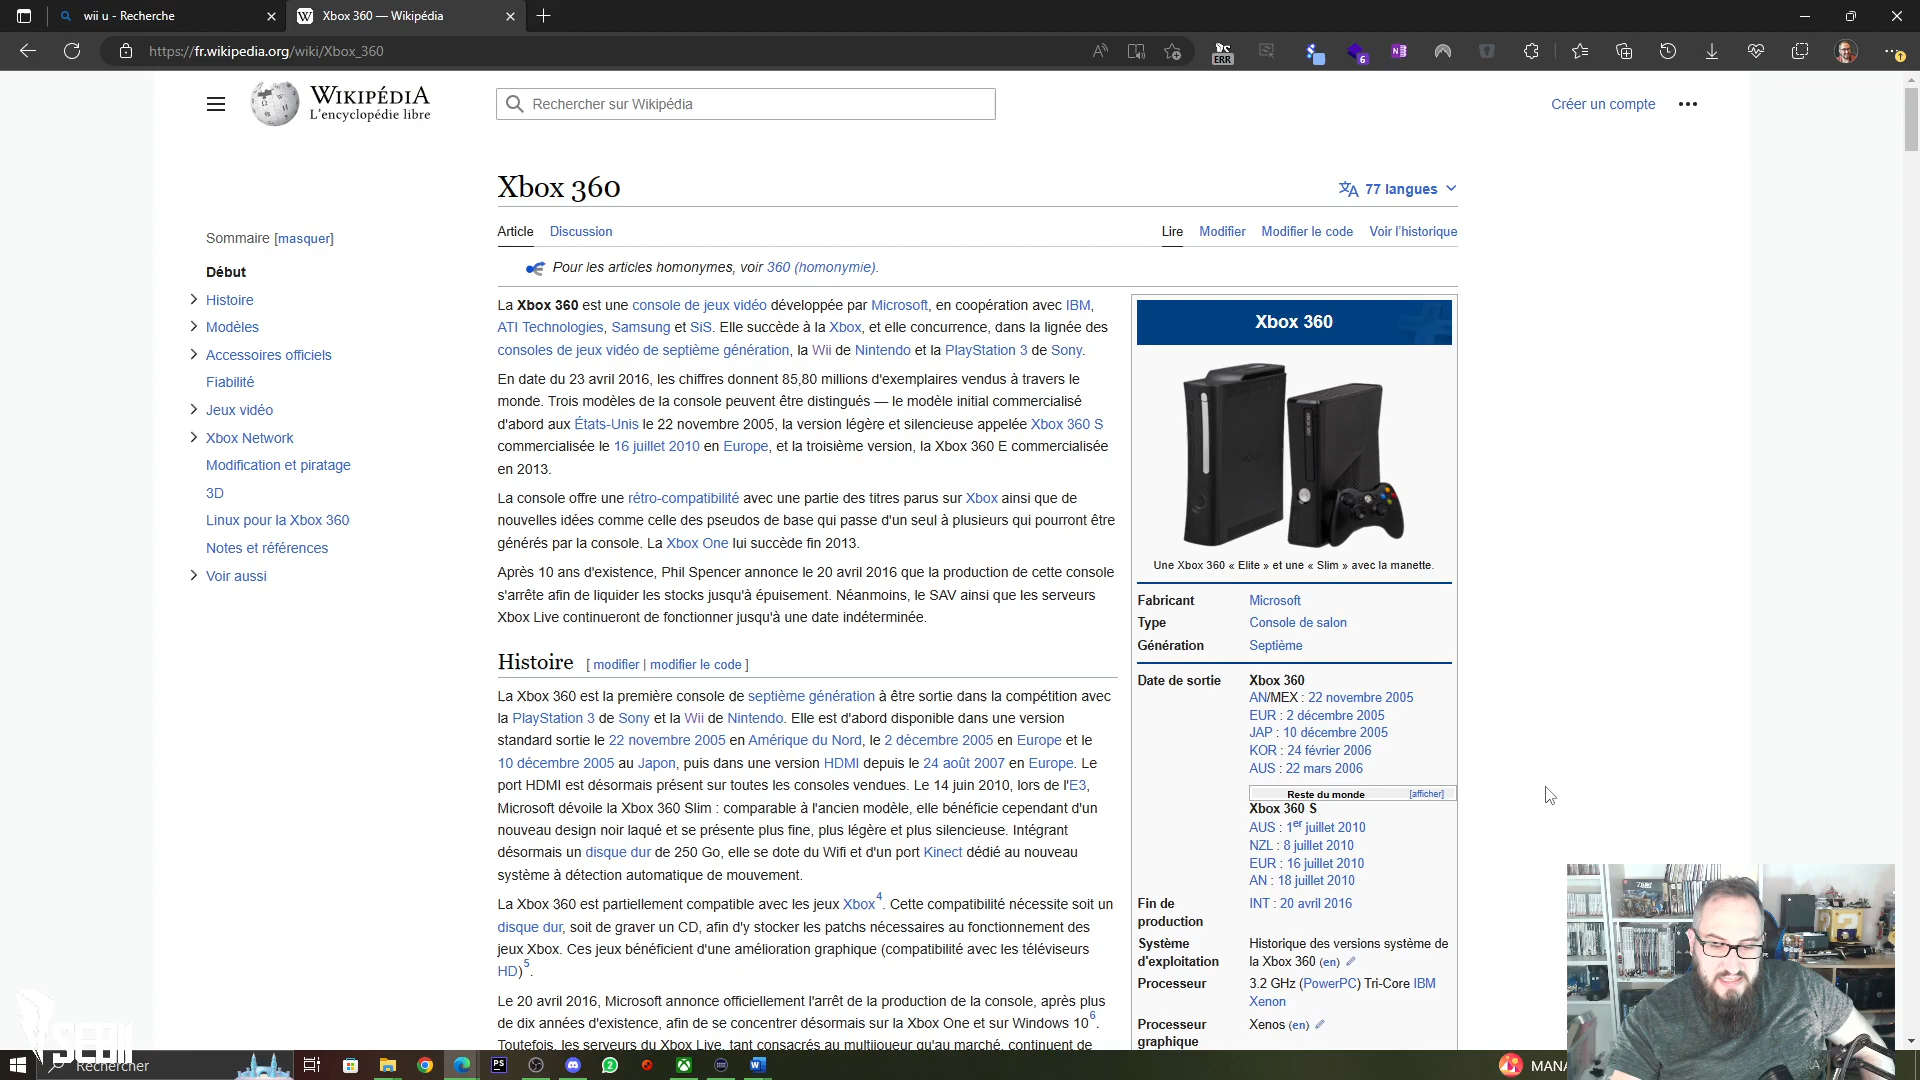 wii u - Recherche
Xbox 360 — Wikipédia
https://fr.wikipedia.org/wiki/Xbox_360
ERR
6
WIKIPÉDIA
L'encyclopédie libre
Rechercher sur Wikipédia
Créer un compte
Xbox 360
77 langues
Sommaire [masquer]
Début
Histoire
Modèles
Accessoires officiels
Fiabilité
Jeux vidéo
Xbox Network
Modification et piratage
3D
Linux pour la Xbox 360
Notes et références
Voir aussi
Article Discussion
Lire Modifier Modifier le code Voir l'historique
Pour les articles homonymes, voir 360 (homonymie).
La Xbox 360 est une console de jeux vidéo développée par Microsoft, en coopération avec IBM,
ATI Technologies, Samsung et SiS. Elle succède à la Xbox, et elle concurrence, dans la lignée des
consoles de jeux vidéo de septième génération, la Wii de Nintendo et la PlayStation 3 de Sony.
En date du 23 avril 2016, les chiffres donnent 85,80 millions d'exemplaires vendus à travers le
monde. Trois modèles de la console peuvent être distingués — le modèle initial commercialisé
d'abord aux États-Unis le 22 novembre 2005, la version légère et silencieuse appelée Xbox 360 S
commercialisée le 16 juillet 2010 en Europe, et la troisième version, la Xbox 360 E commercialisée
en 2013.
La console offre une rétro-compatibilité avec une partie des titres parus sur Xbox ainsi que de
nouvelles idées comme celle des pseudos de base qui passe d'un seul à plusieurs qui pourront être
générés par la console. La Xbox One lui succède fin 2013.
Après 10 ans d'existence, Phil Spencer annonce le 20 avril 2016 que la production de cette console
s'arrête afin de liquider les stocks jusqu'à épuisement. Néanmoins, le SAV ainsi que les serveurs
Xbox Live continueront de fonctionner jusqu'à une date indéterminée.
Histoire [ modifier | modifier le code ]
La Xbox 360 est la première console de septième génération à être sortie dans la compétition avec
la PlayStation 3 de Sony et la Wii de Nintendo. Elle est d'abord disponible dans une version
standard sortie le 22 novembre 2005 en Amérique du Nord, le 2 décembre 2005 en Europe et le
10 décembre 2005 au Japon, puis dans une version HDMI depuis le 24 août 2007 en Europe. Le
port HDMI est désormais présent sur toutes les consoles vendues. Le 14 juin 2010, lors de l'E3,
Microsoft dévoile la Xbox 360 Slim : comparable à l'ancien modèle, elle bénéficie cependant d'un
nouveau design noir laqué et se présente plus fine, plus légère et plus silencieuse. Intégrant
désormais un disque dur de 250 Go, elle se dote du Wifi et d'un port Kinect dédié au nouveau
système à détection automatique de mouvement.
La Xbox 360 est partiellement compatible avec les jeux Xbox4. Cette compatibilité nécessite soit un
disque dur, soit de graver un CD, afin d'y stocker les patchs nécessaires au fonctionnement des
jeux Xbox. Ces jeux bénéficient d'une amélioration graphique (compatibilité avec les téléviseurs
HD)5.
Le 20 avril 2016, Microsoft annonce officiellement l'arrêt de la production de la console, après plus
de dix années d'existence, afin de se concentrer désormais sur la Xbox One et sur Windows 106.
Toutefois, les serveurs du Xbox Live, tant consacrés au multijoueur qu'au marché, continuent de
Xbox 360
Une Xbox 360 « Elite » et une « Slim » avec la manette.
Fabricant Microsoft
Type Console de salon
Génération Septième
Date de sortie Xbox 360
AN/MEX : 22 novembre 2005
EUR : 2 décembre 2005
JAP : 10 décembre 2005
KOR : 24 février 2006
AUS : 22 mars 2006
Reste du monde [afficher]
Xbox 360 S
AUS : 1er juillet 2010
NZL : 8 juillet 2010
EUR : 16 juillet 2010
AN : 18 juillet 2010
Fin de INT : 20 avril 2016
production
Système Historique des versions système de
d'exploitation la Xbox 360 (en)
Processeur 3.2 GHz (PowerPC) Tri-Core IBM
Xenon
Processeur Xenos (en)
graphique
SEBII
Rechercher
PS
2
W
MANA